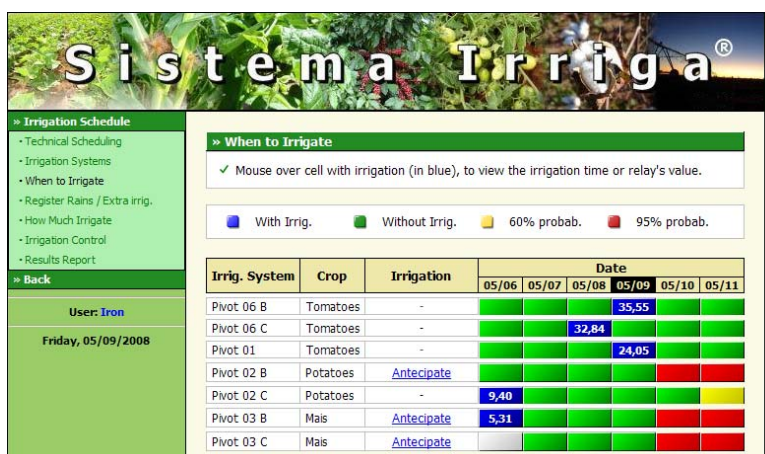 Sistema Irriga®
» Irrigation Schedule
• Technical Scheduling
• Irrigation Systems
• When to Irrigate
• Register Rains / Extra irrig.
• How Much Irrigate
• Irrigation Control
• Results Report
» Back
User: Iron
Friday, 05/09/2008
» When to Irrigate
✓ Mouse over cell with irrigation (in blue), to view the irrigation time or relay's value.
With Irrig. Without Irrig. 60% probab. 95% probab.
Irrig. System Crop Irrigation Date
05/06 05/07 05/08 05/09 05/10 05/11
Pivot 06 B Tomatoes - 35,55
Pivot 06 C Tomatoes - 32,84
Pivot 01 Tomatoes - 24,05
Pivot 02 B Potatoes Antecipate
Pivot 02 C Potatoes - 9,40
Pivot 03 B Mais Antecipate 5,31
Pivot 03 C Mais Antecipate